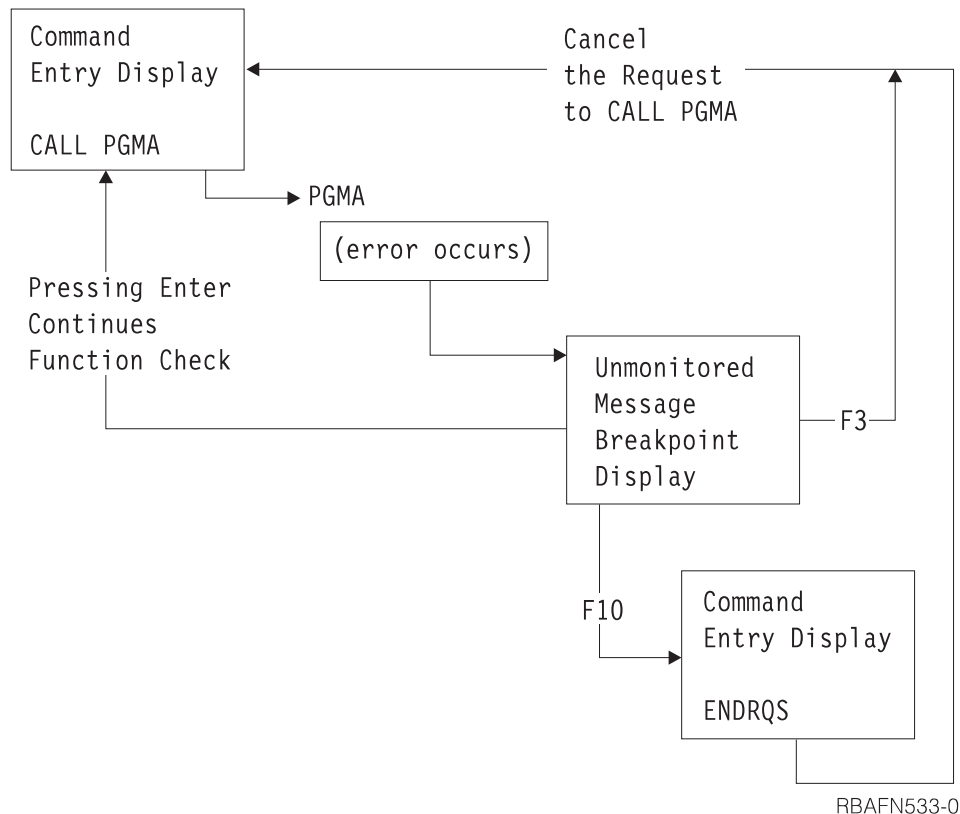 Command
Entry Display
CALL PGMA
Cancel
the Request
to CALL PGMA
PGMA
(error occurs)
Pressing Enter
Continues
Function Check
Unmonitored
Message
Breakpoint
Display
F3
F10
Command
Entry Display
ENDRQS
RBAFN533-0